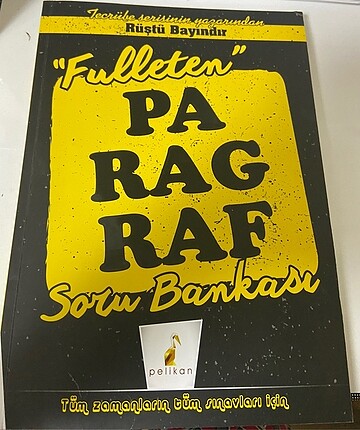 Tecrübe serisinin yazarından
Rüştü Bayındır
"Fulleten"
PA
RAG
RAF
Soru Bankası
pelikan
Tüm zamanların tüm sınavları için